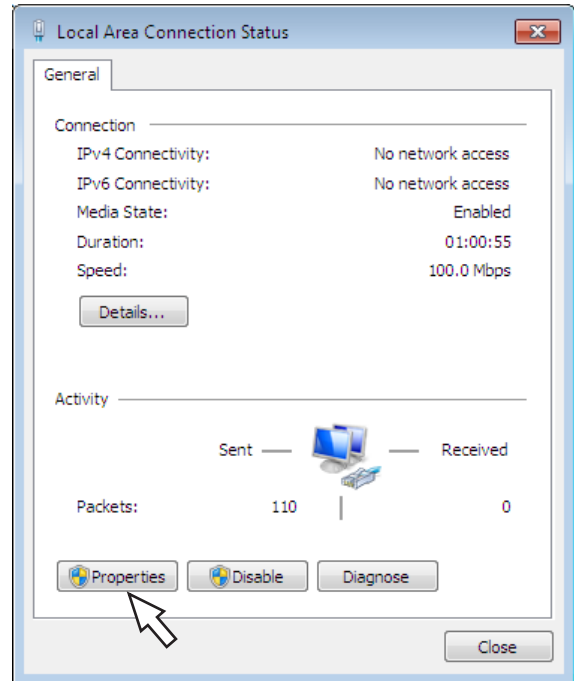 Local Area Connection Status
General
Connection
IPv4 Connectivity: No network access
IPv6 Connectivity: No network access
Media State: Enabled
Duration: 01:00:55
Speed: 100.0 Mbps
Details...
Activity
Sent Received
Packets: 110 0
Properties Disable Diagnose
Close